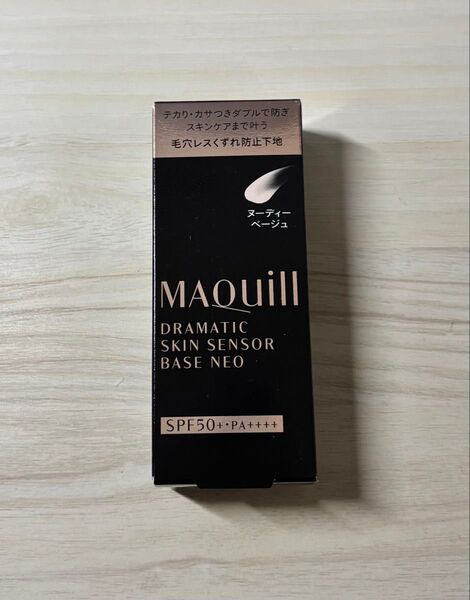 テカリ・カサつきダブルで防ぎ
スキンケアまで叶う
毛穴レスくずれ防止下地
ヌーディー
ベージュ
MAQuill
DRAMATIC
SKIN SENSOR
BASE NEO
SPF50+・PA++++